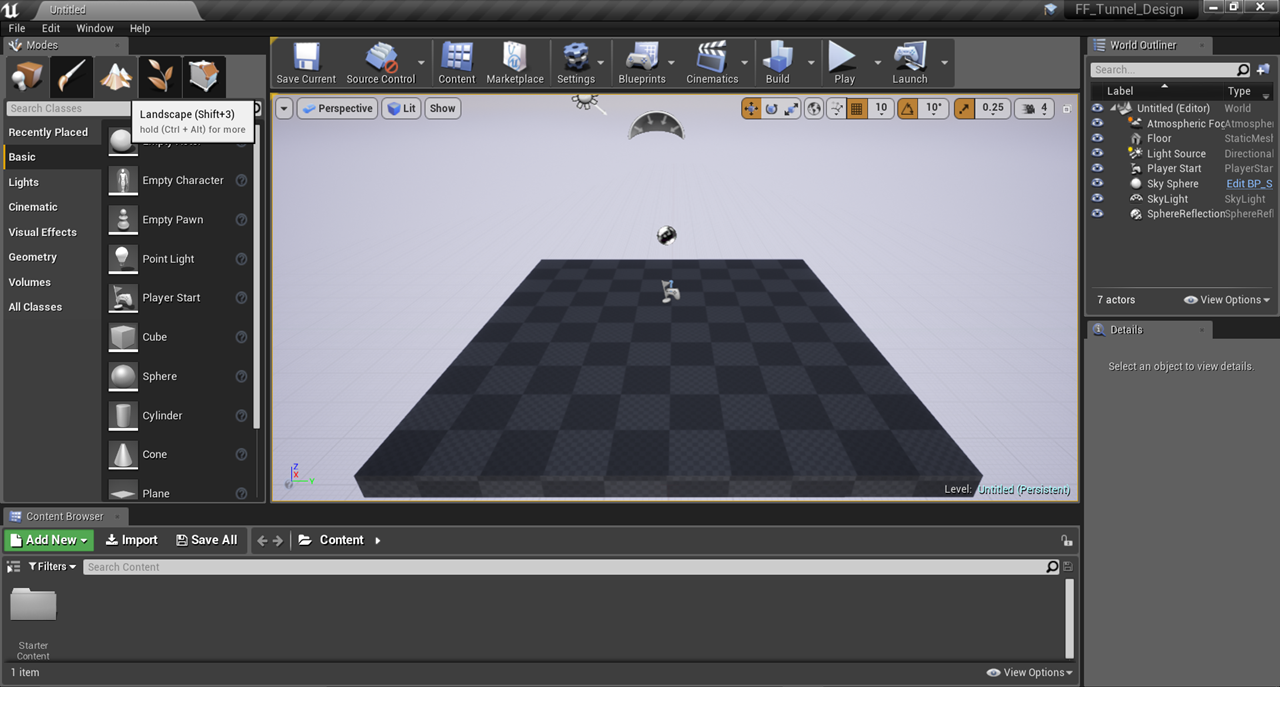 Untitled
FF_Tunnel_Design
File Edit Window Help
Modes
World Outliner
Save Current Source Control Content Marketplace Settings Blueprints Cinematics Build Play Launch
Search...
Search Classes
Landscape (Shift+3)
hold (Ctrl + Alt) for more
Perspective Lit Show
10 10° 0.25 4
Label Type
Untitled (Editor) World
Atmospheric Fog Atmosphe
Floor StaticMesh
Light Source Directional
Player Start PlayerStar
Sky Sphere Edit BP_S
SkyLight SkyLight
SphereReflection SphereRefl
7 actors View Options
Recently Placed
Basic
Lights
Cinematic
Visual Effects
Geometry
Volumes
All Classes
Empty Character
Empty Pawn
Point Light
Player Start
Cube
Sphere
Cylinder
Cone
Plane
Details
Select an object to view details.
Z
X
Y
Level: Untitled (Persistent)
Content Browser
Add New Import Save All Content
Filters Search Content
Starter
Content
1 item View Options